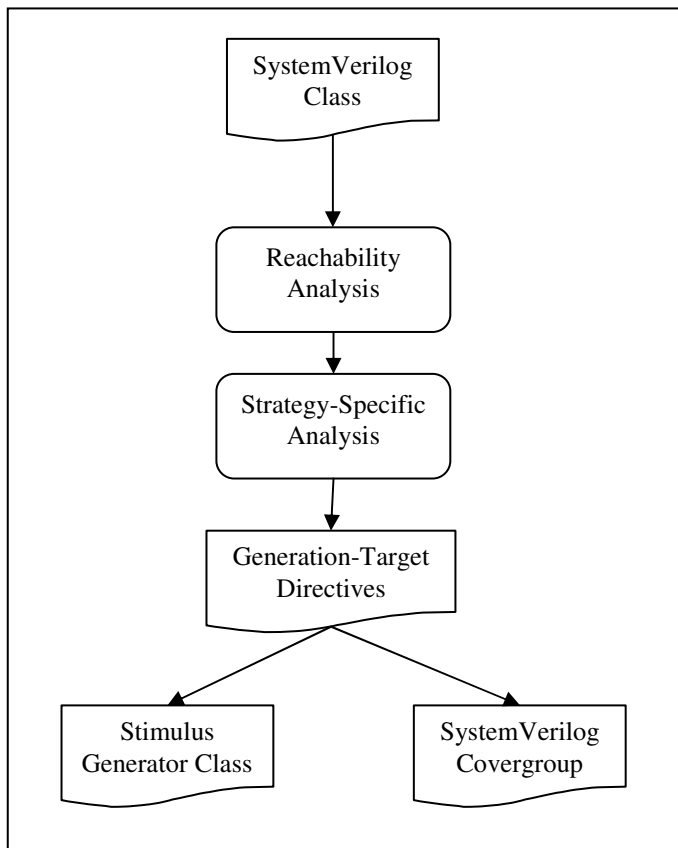 SystemVerilog
Class
Reachability
Analysis
Strategy-Specific
Analysis
Generation-Target
Directives
Stimulus
Generator Class
SystemVerilog
Covergroup